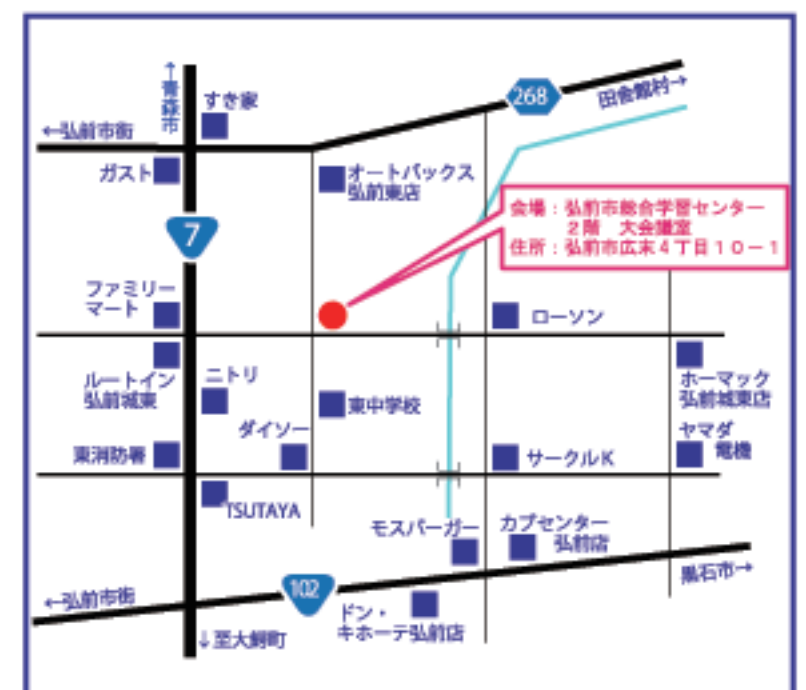 ↑青森市
すき家
268
田舎館村→
←弘前市街
ガスト
オートバックス
弘前東店
会場：弘前市総合学習センター
２階　大会議室
住所：弘前市広末４丁目１０－１
7
ファミリー
マート
ローソン
ルートイン
弘前城東
ニトリ
東中学校
ホーマック
弘前城東店
ダイソー
東消防署
サークルK
ヤマダ
電機
TSUTAYA
モスバーガー
カブセンター
弘前店
102
黒石市→
←弘前市街
ドン・
キホーテ弘前店
↓至大鰐町